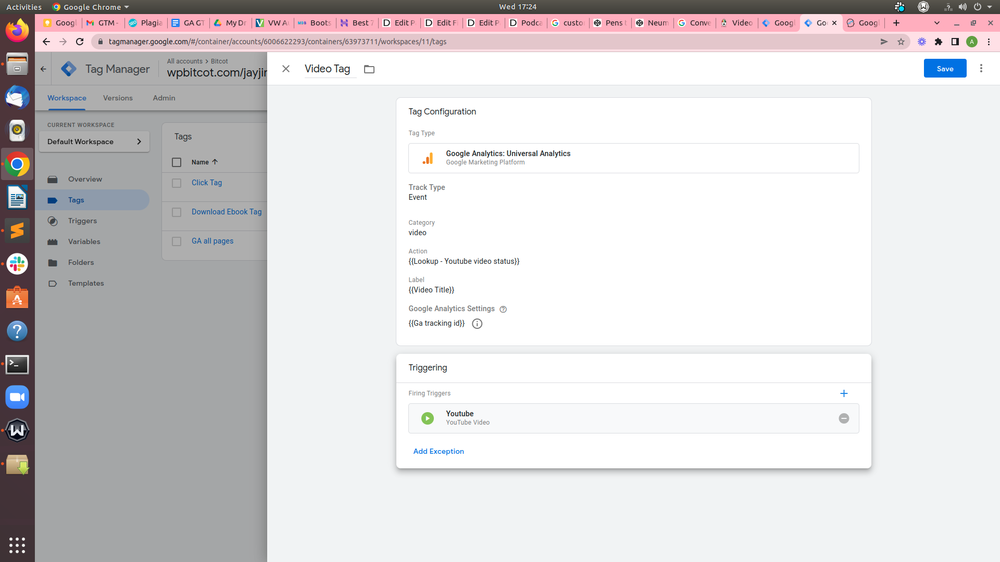 Activities
Google Chrome
Wed 17:24
Googl
GTM -
Plagia
GA GT
My Dr
VW Au
Boots
Best 7
Edit P
Edit Fi
Edit P
Podca
custo
Pens t
Neum
Conve
Video
Googl
Goo
Googl
tagmanager.google.com/#/container/accounts/6006622293/containers/63973711/workspaces/11/tags
A
Tag Manager
All accounts > Bitcot
wpbitcot.com/jayjin
Video Tag
Save
Workspace
Versions
Admin
CURRENT WORKSPACE
Default Workspace
Overview
Tags
Triggers
Variables
Folders
Templates
Tags
Name
Click Tag
Download Ebook Tag
GA all pages
Tag Configuration
Tag Type
Google Analytics: Universal Analytics
Google Marketing Platform
Track Type
Event
Category
video
Action
{{Lookup - Youtube video status}}
Label
{{Video Title}}
Google Analytics Settings
{{Ga tracking id}}
Triggering
Firing Triggers
Youtube
YouTube Video
Add Exception